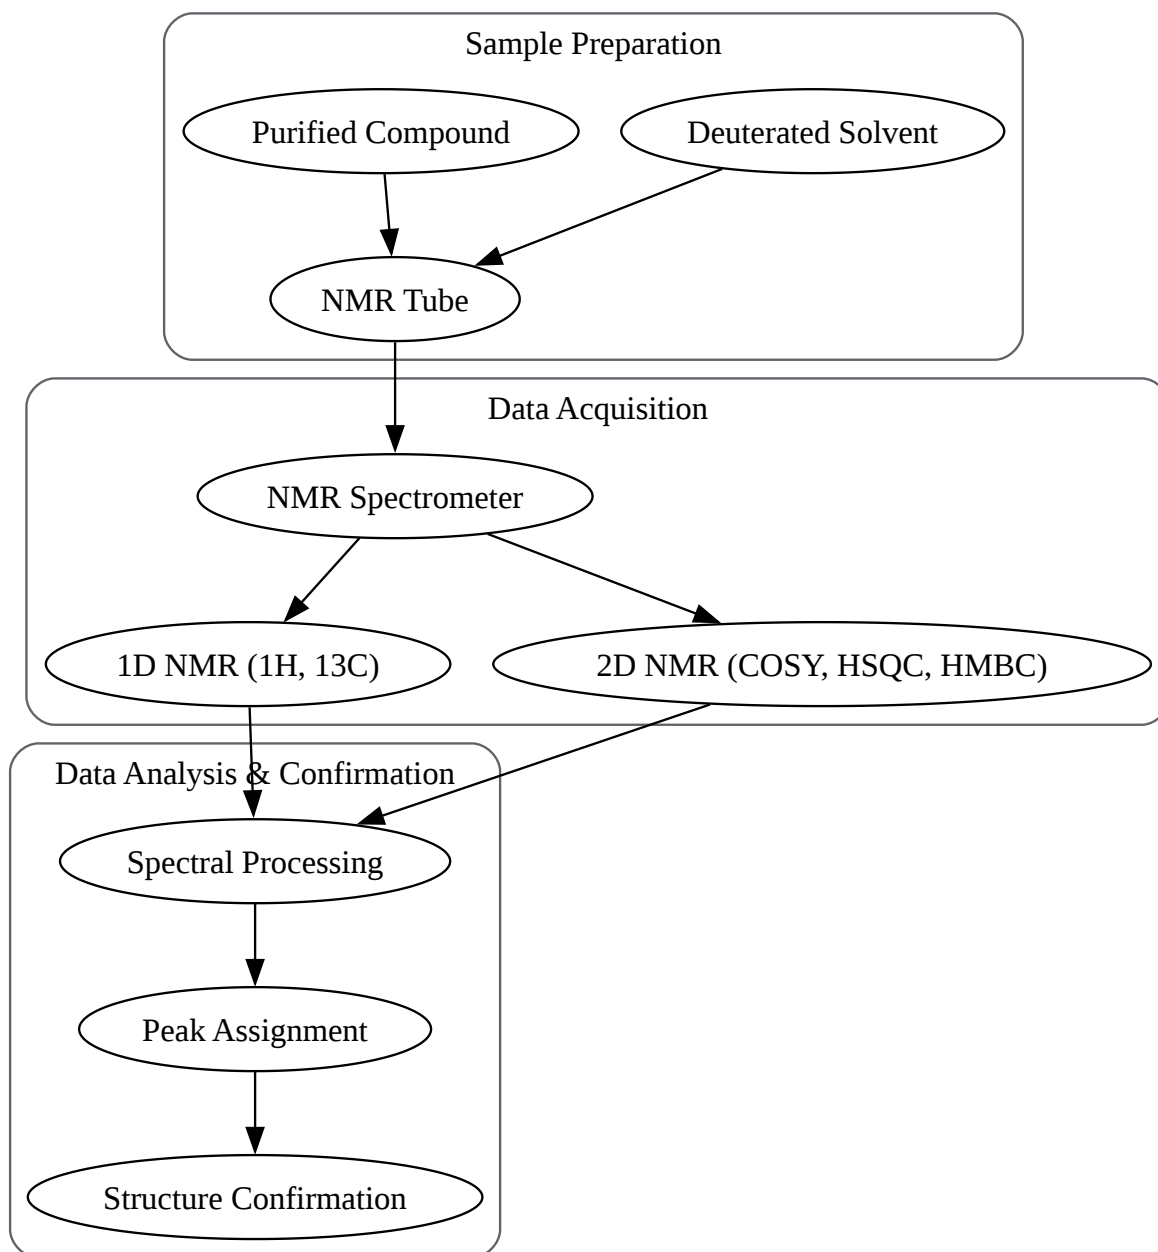 Sample Preparation
Purified Compound
Deuterated Solvent
NMR Tube
Data Acquisition
NMR Spectrometer
1D NMR (1H, 13C)
2D NMR (COSY, HSQC, HMBC)
Data Analysis & Confirmation
Spectral Processing
Peak Assignment
Structure Confirmation